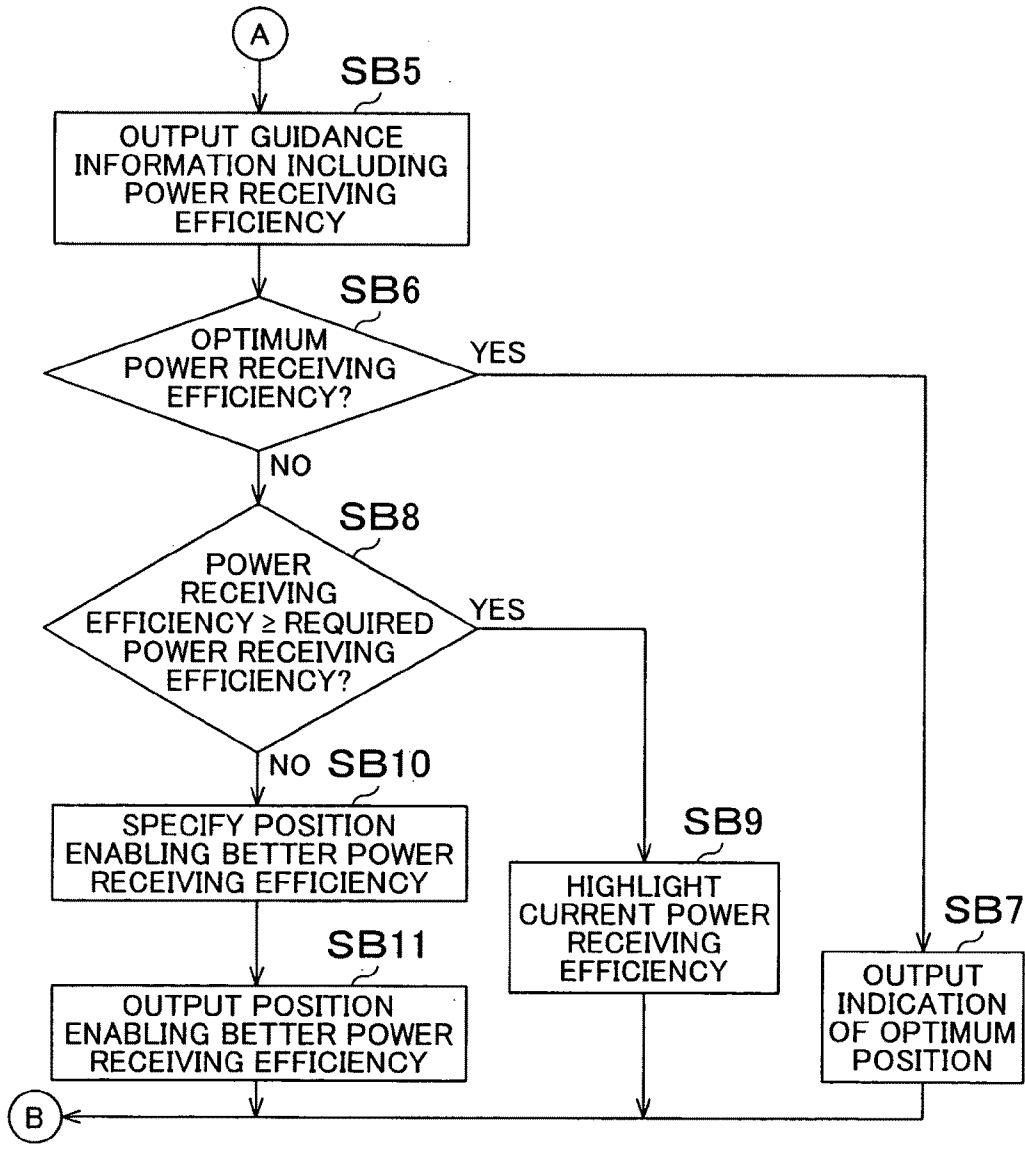 A
SB5
OUTPUT GUIDANCE
INFORMATION INCLUDING
POWER RECEIVING
EFFICIENCY
SB6
OPTIMUM
POWER RECEIVING
EFFICIENCY?
YES
NO
SB8
POWER
RECEIVING
EFFICIENCY ≥ REQUIRED
POWER RECEIVING
EFFICIENCY?
YES
NO
SB10
SPECIFY POSITION
ENABLING BETTER POWER
RECEIVING EFFICIENCY
SB9
HIGHLIGHT
CURRENT POWER
RECEIVING
EFFICIENCY
SB7
OUTPUT
INDICATION
OF OPTIMUM
POSITION
SB11
OUTPUT POSITION
ENABLING BETTER POWER
RECEIVING EFFICIENCY
B